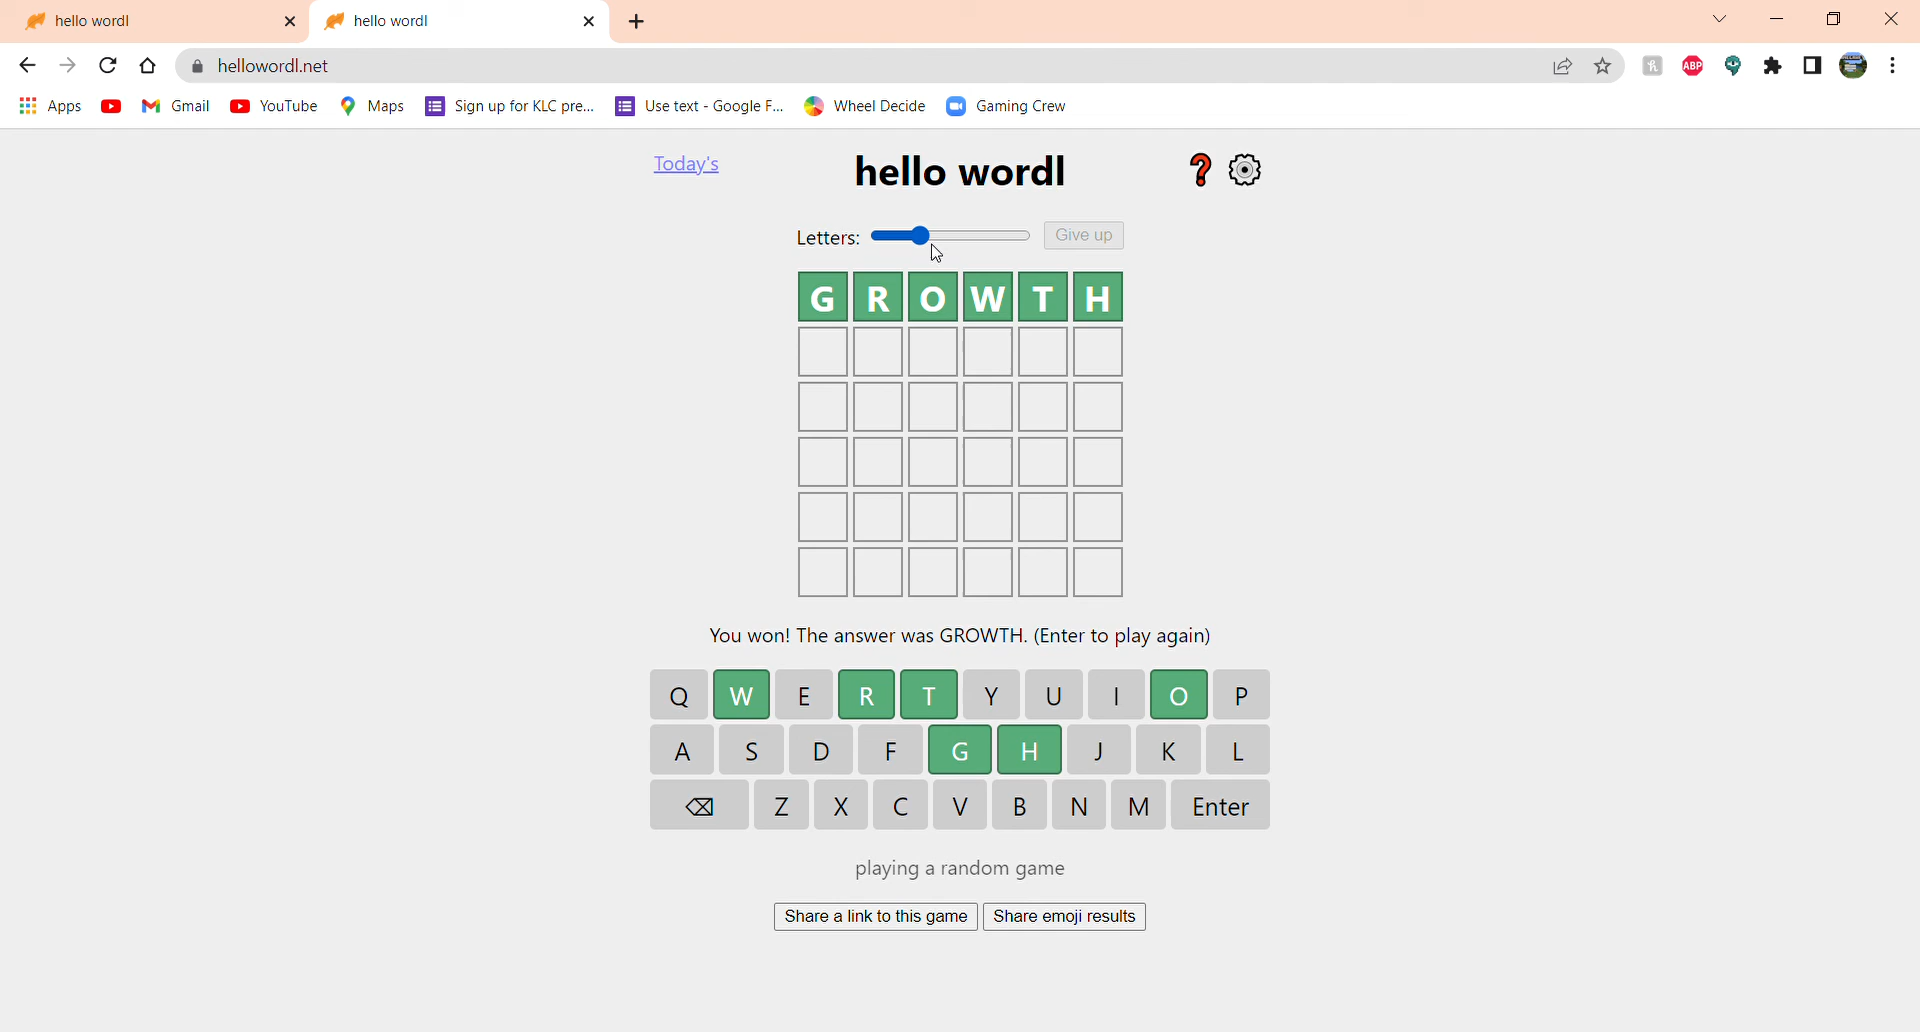 hello wordl
hello wordl
hellowordl.net
ABP
Apps
Gmail
YouTube
Maps
Sign up for KLC pre...
Use text - Google F...
Wheel Decide
Gaming Crew
Today's
hello wordl
Letters:
Give up
G R O W T H
You won! The answer was GROWTH. (Enter to play again)
Q W E R T Y U I O P
A S D F G H J K L
Z X C V B N M Enter
playing a random game
Share a link to this game
Share emoji results